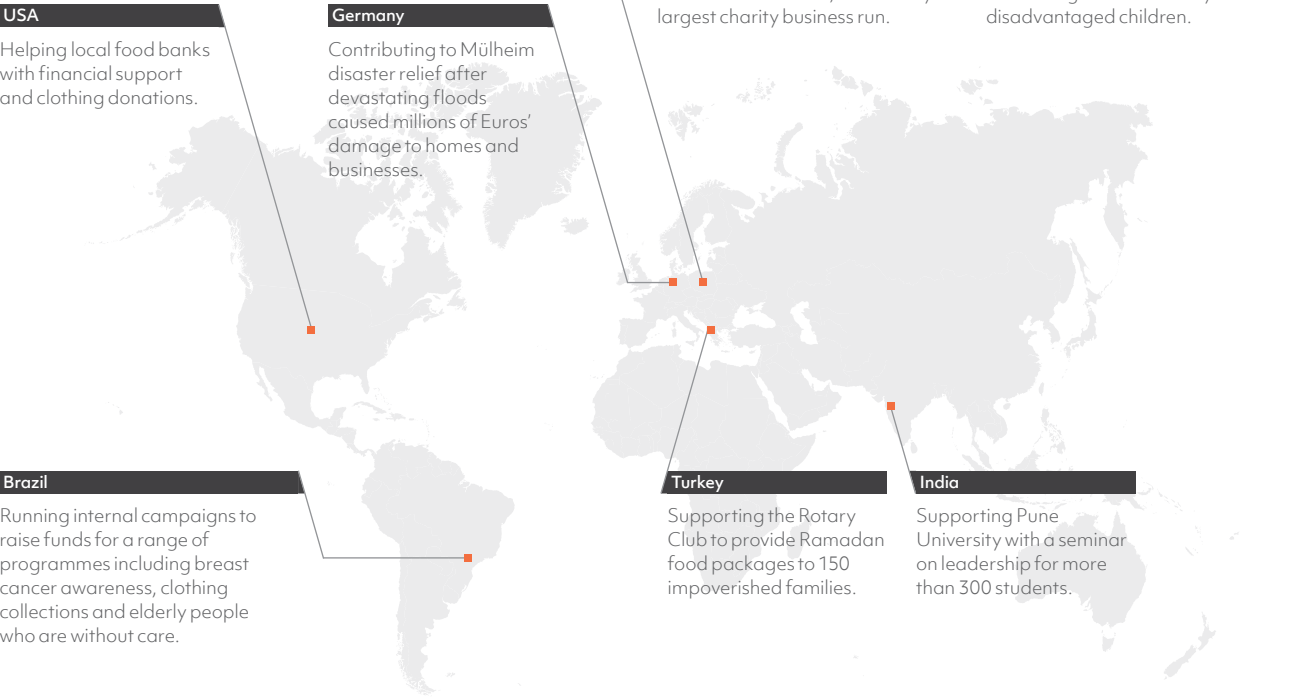 largest charity business run.
disadvantaged children.
USA
Helping local food banks
with financial support
and clothing donations.
Germany
Contributing to Mülheim
disaster relief after
devastating floods
caused millions of Euros’
damage to homes and
businesses.
Brazil
Running internal campaigns to
raise funds for a range of
programmes including breast
cancer awareness, clothing
collections and elderly people
who are without care.
Turkey
Supporting the Rotary
Club to provide Ramadan
food packages to 150
impoverished families.
India
Supporting Pune
University with a seminar
on leadership for more
than 300 students.